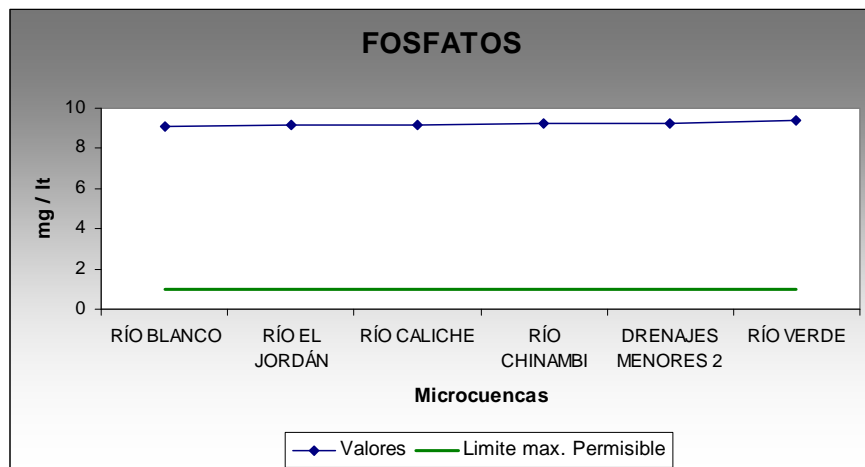 FOSFATOS
mg / lt
10
8
6
4
2
0
RÍO BLANCO
RÍO EL
JORDÁN
RÍO CALICHE
RÍO
CHINAMBI
DRENAJES
MENORES 2
RÍO VERDE
Microcuencas
Valores
Limite max. Permisible